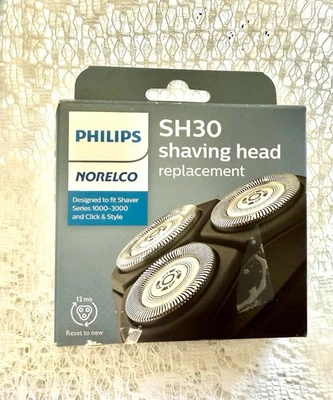 PHILIPS
NORELCO
Designed to fit Shaver
Series 1000-3000
and Click & Style
SH30
shaving head
replacement
12 mo
Reset to new